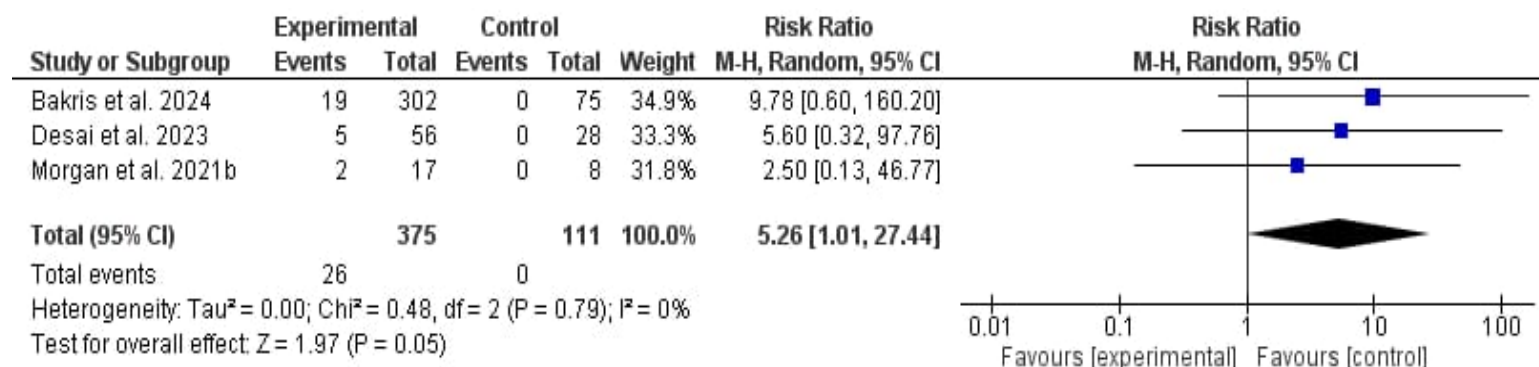 Experimental Control Risk Ratio Risk Ratio
Study or Subgroup Events Total Events Total Weight M-H, Random, 95% CI M-H, Random, 95% CI
Bakris et al. 2024 19 302 0 75 34.9% 9.78 [0.60, 160.20]
Desai et al. 2023 5 56 0 28 33.3% 5.60 [0.32, 97.76]
Morgan et al. 2021b 2 17 0 8 31.8% 2.50 [0.13, 46.77]
Total (95% CI) 375 111 100.0% 5.26 [1.01, 27.44]
Total events 26 0
Heterogeneity: Tau² = 0.00; Chi² = 0.48, df = 2 (P = 0.79); I² = 0%
Test for overall effect: Z = 1.97 (P = 0.05)
0.01 0.1 1 10 100
Favours [experimental] Favours [control]